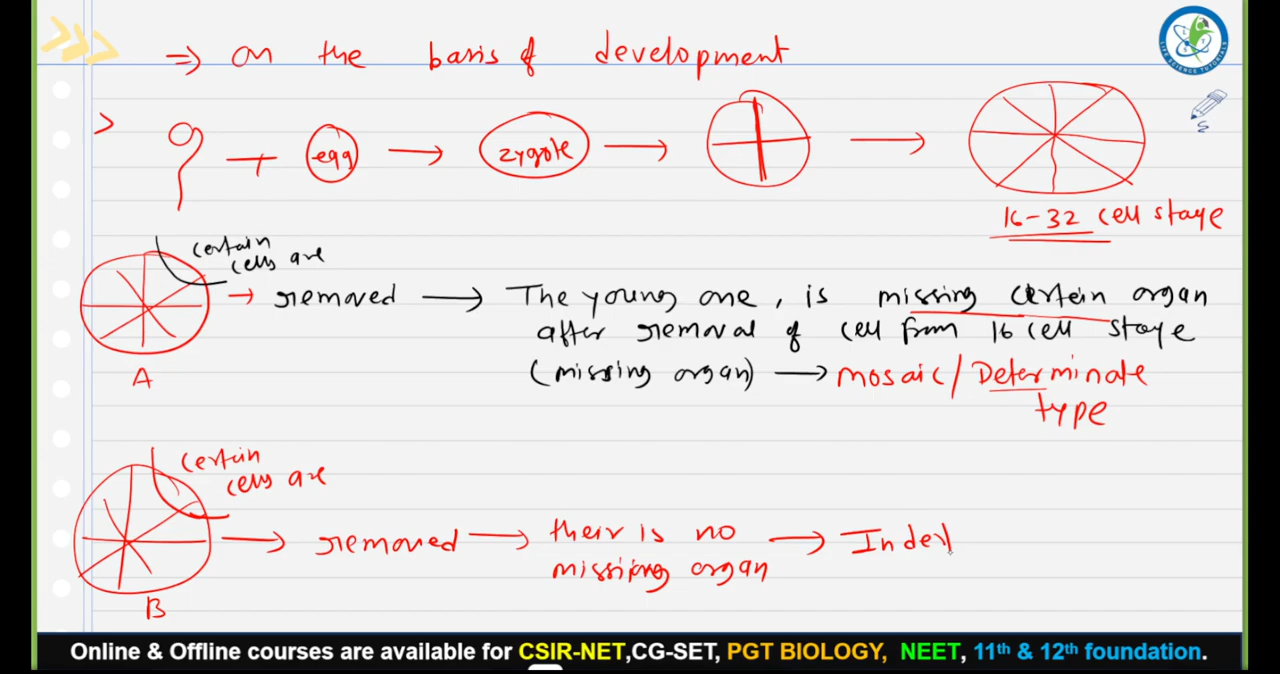 ⇒ on the basis of development
+ egg → zygote → →
16-32 cell staye
certain
cells are
→ removed → The young one, is missing certain organ
after removal of cell from 16 cell staye
(missing organ) → mosaic/Determinate
type
A
certain
cells are
→ removed → their is no → Indet
missing organ
B
Online & Offline courses are available for CSIR-NET,CG-SET, PGT BIOLOGY, NEET, 11th & 12th foundation.